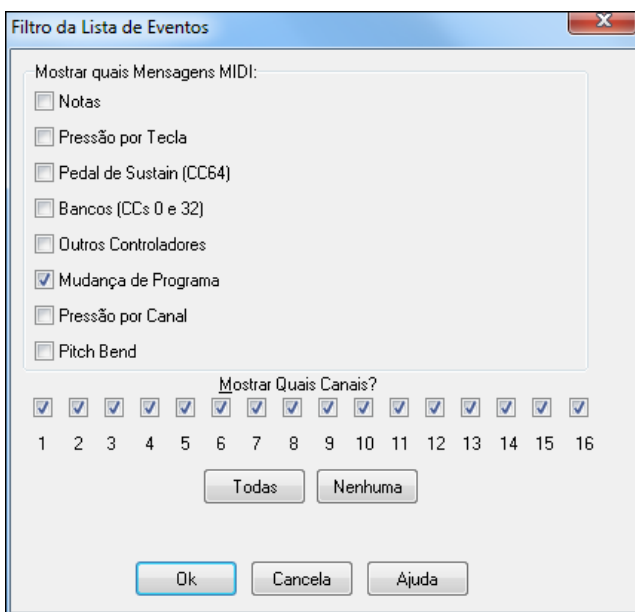 Filtro da Lista de Eventos
Mostrar quais Mensagens MIDI:
Notas
Pressão por Tecla
Pedal de Sustain (CC64)
Bancos (CCs 0 e 32)
Outros Controladores
Mudança de Programa
Pressão por Canal
Pitch Bend
Mostrar Quais Canais?
1 2 3 4 5 6 7 8 9 10 11 12 13 14 15 16
Todas Nenhuma
Ok Cancela Ajuda